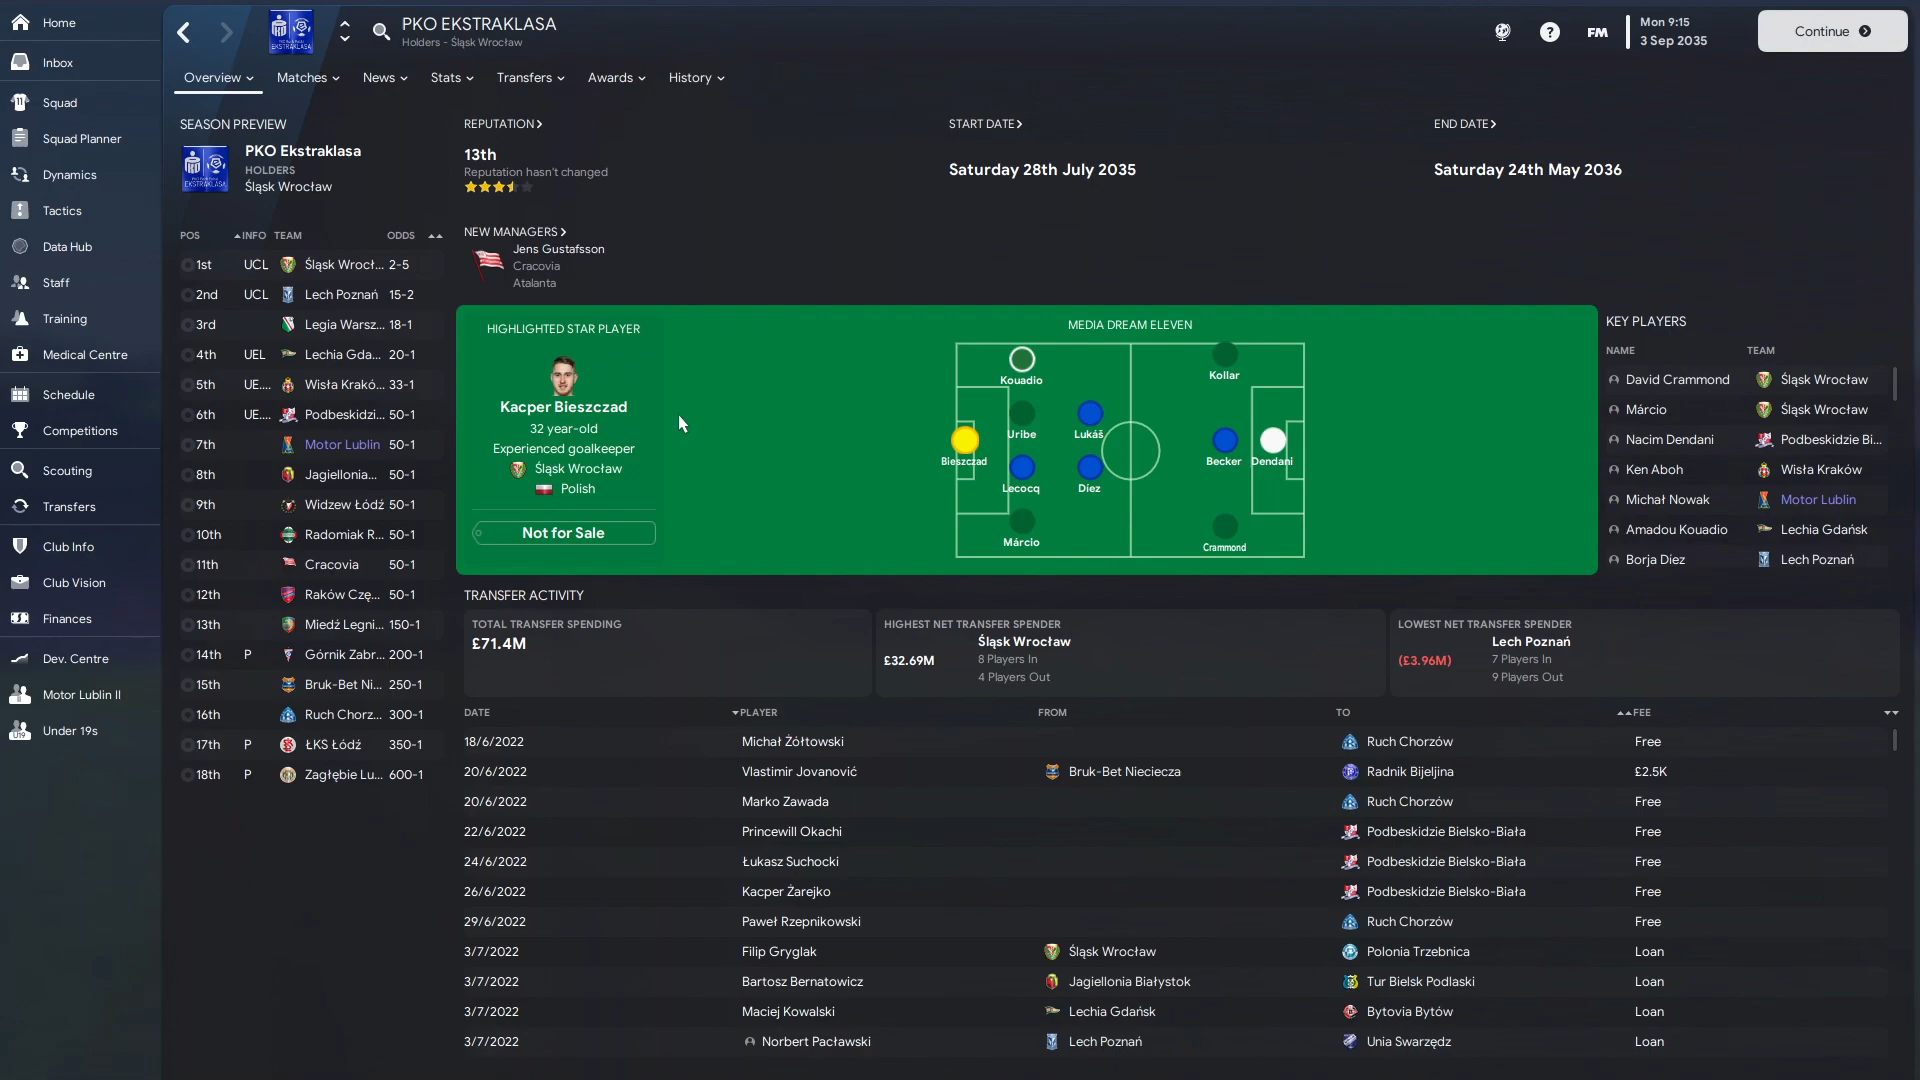 Home
Inbox
Squad
Squad Planner
Dynamics
Tactics
Data Hub
Staff
Training
Medical Centre
Schedule
Competitions
Scouting
Transfers
Club Info
Club Vision
Finances
Dev. Centre
Motor Lublin II
Under 19s
PKO EKSTRAKLASA
Holders - Śląsk Wrocław
FM
Mon 9:15
3 Sep 2035
Continue
Overview Matches News Stats Transfers Awards History
SEASON PREVIEW
PKO Ekstraklasa
HOLDERS
Śląsk Wrocław
REPUTATION
13th
Reputation hasn't changed
START DATE
Saturday 28th July 2035
END DATE
Saturday 24th May 2036
NEW MANAGERS
Jens Gustafsson
Cracovia
Atalanta
POS INFO TEAM ODDS
1st UCL Śląsk Wrocł... 2-5
2nd UCL Lech Poznań 15-2
3rd Legia Warsz... 18-1
4th UEL Lechia Gda... 20-1
5th UE.... Wisła Krakó... 33-1
6th UE.... Podbeskidzi... 50-1
7th Motor Lublin 50-1
8th Jagiellonia... 50-1
9th Widzew Łódź 50-1
10th Radomiak R... 50-1
11th Cracovia 50-1
12th Raków Czę... 50-1
13th Miedź Legni... 150-1
14th P Górnik Zabr... 200-1
15th Bruk-Bet Ni... 250-1
16th Ruch Chorz... 300-1
17th P ŁKS Łódź 350-1
18th P Zagłębie Lu... 600-1
HIGHLIGHTED STAR PLAYER
Kacper Bieszczad
32 year-old
Experienced goalkeeper
Śląsk Wrocław
Polish
Not for Sale
MEDIA DREAM ELEVEN
Kouadio
Kollar
Uribe
Lukáš
Bieszczad
Becker
Dendani
Lecocq
Díez
Márcio
Crammond
KEY PLAYERS
NAME TEAM
David Crammond Śląsk Wrocław
Márcio Śląsk Wrocław
Nacim Dendani Podbeskidzie Bi...
Ken Aboh Wisła Kraków
Michał Nowak Motor Lublin
Amadou Kouadio Lechia Gdańsk
Borja Díez Lech Poznań
TRANSFER ACTIVITY
TOTAL TRANSFER SPENDING
£71.4M
HIGHEST NET TRANSFER SPENDER
£32.69M
Śląsk Wrocław
8 Players In
4 Players Out
LOWEST NET TRANSFER SPENDER
(£3.96M)
Lech Poznań
7 Players In
9 Players Out
DATE PLAYER FROM TO FEE
18/6/2022 Michał Żółtowski Ruch Chorzów Free
20/6/2022 Vlastimir Jovanović Bruk-Bet Nieciecza Radnik Bijeljina £2.5K
20/6/2022 Marko Zawada Ruch Chorzów Free
22/6/2022 Princewill Okachi Podbeskidzie Bielsko-Biała Free
24/6/2022 Łukasz Suchocki Podbeskidzie Bielsko-Biała Free
26/6/2022 Kacper Żarejko Podbeskidzie Bielsko-Biała Free
29/6/2022 Paweł Rzepnikowski Ruch Chorzów Free
3/7/2022 Filip Gryglak Śląsk Wrocław Polonia Trzebnica Loan
3/7/2022 Bartosz Bernatowicz Jagiellonia Białystok Tur Bielsk Podlaski Loan
3/7/2022 Maciej Kowalski Lechia Gdańsk Bytovia Bytów Loan
3/7/2022 Norbert Pacławski Lech Poznań Unia Swarzędz Loan